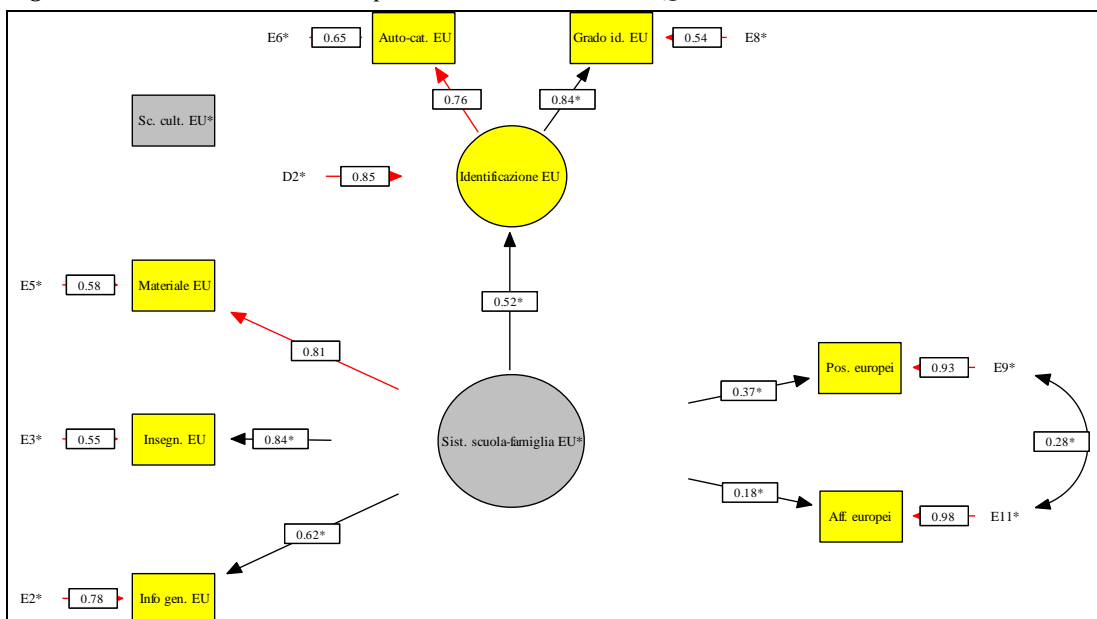 E6*
0.65
Auto-cat. EU
Grado id. EU
0.54
E8*
0.76
0.84*
Sc. cult. EU*
D2*
0.85
Identificazione EU
E5*
0.58
Materiale EU
0.52*
0.81
Pos. europei
0.93
E9*
0.37*
E3*
0.55
Insegn. EU
0.84*
Sist. scuola-famiglia EU*
0.28*
0.18*
Aff. europei
0.98
E11*
0.62*
E2*
0.78
Info gen. EU